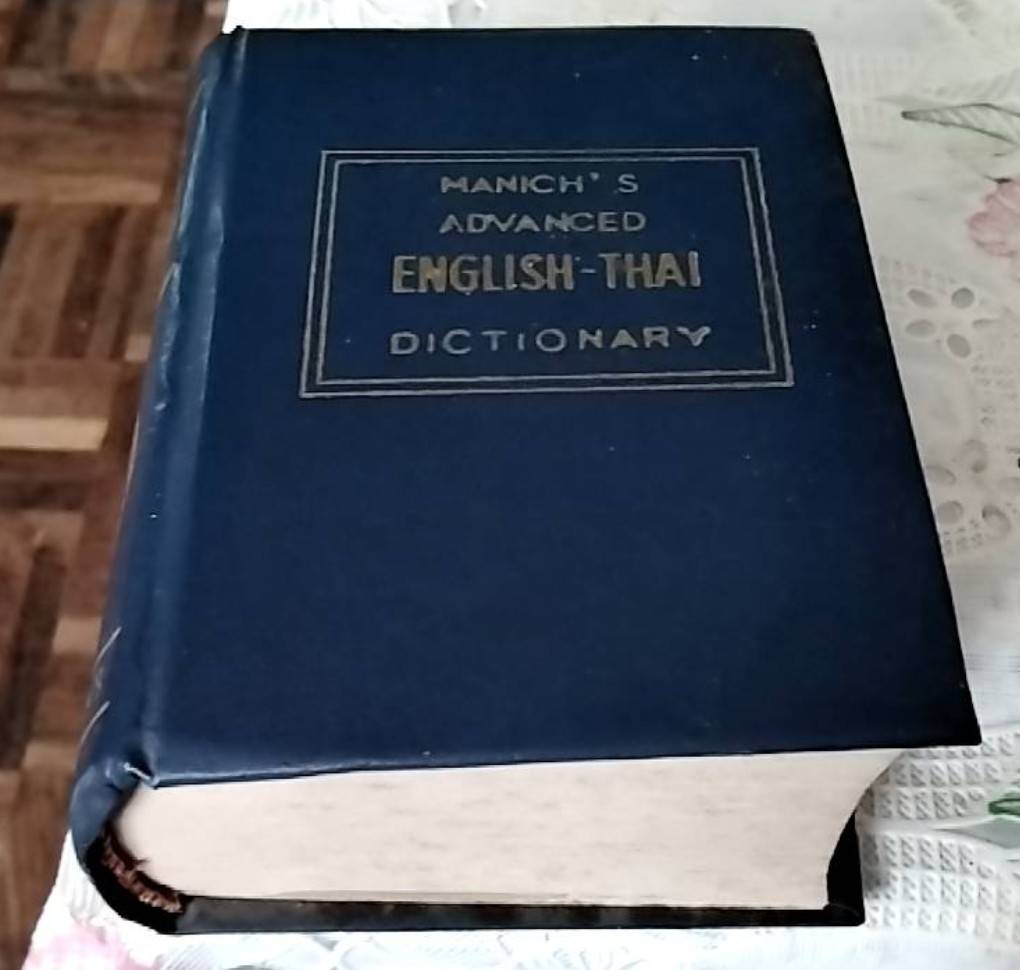 MANICH' S
ADVANCED
ENGLISH-THAI
DICTIONARY